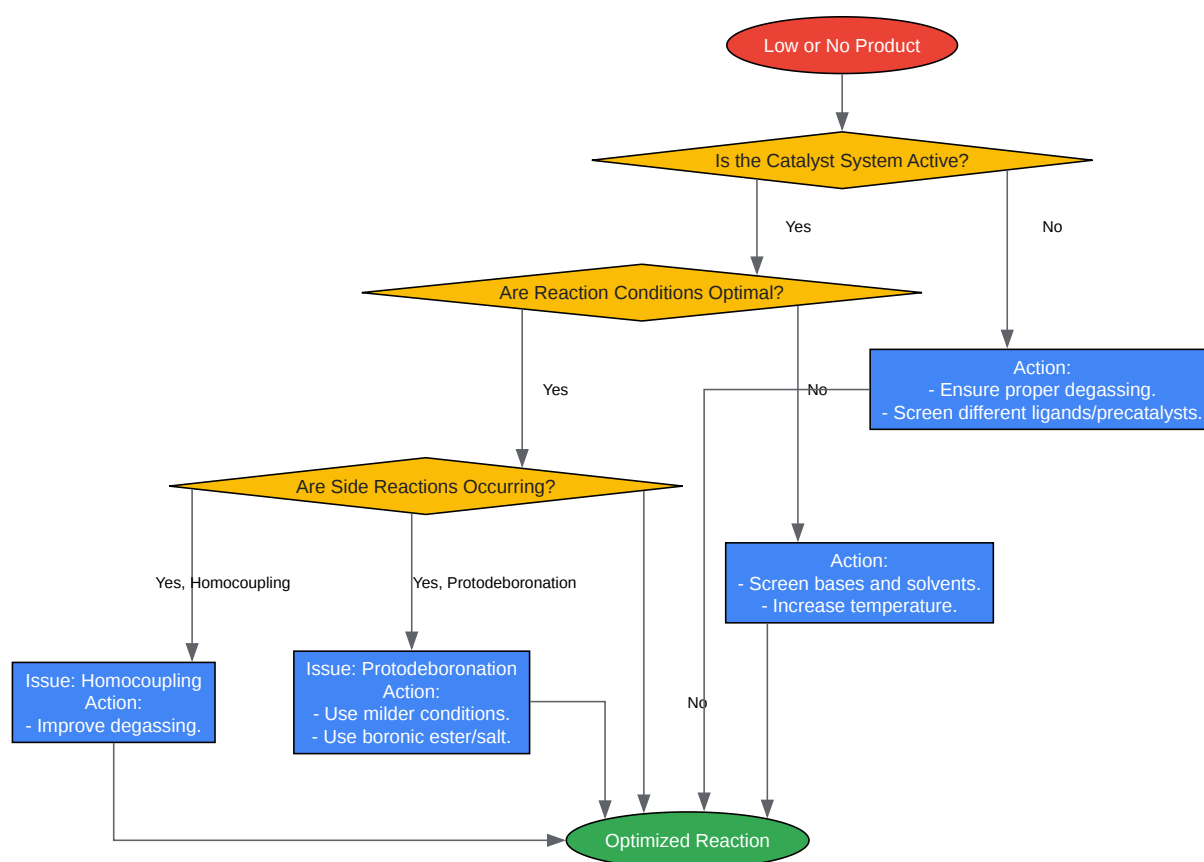 Low or No Product
Is the Catalyst System Active?
Yes
No
Are Reaction Conditions Optimal?
Action:
- Ensure proper degassing.
- Screen different ligands/precatalysts.
Yes
No
Are Side Reactions Occurring?
Action:
- Screen bases and solvents.
- Increase temperature.
Yes, Homocoupling
Yes, Protodeboronation
No
Issue: Homocoupling
Action:
- Improve degassing.
Issue: Protodeboronation
Action:
- Use milder conditions.
- Use boronic ester/salt.
Optimized Reaction